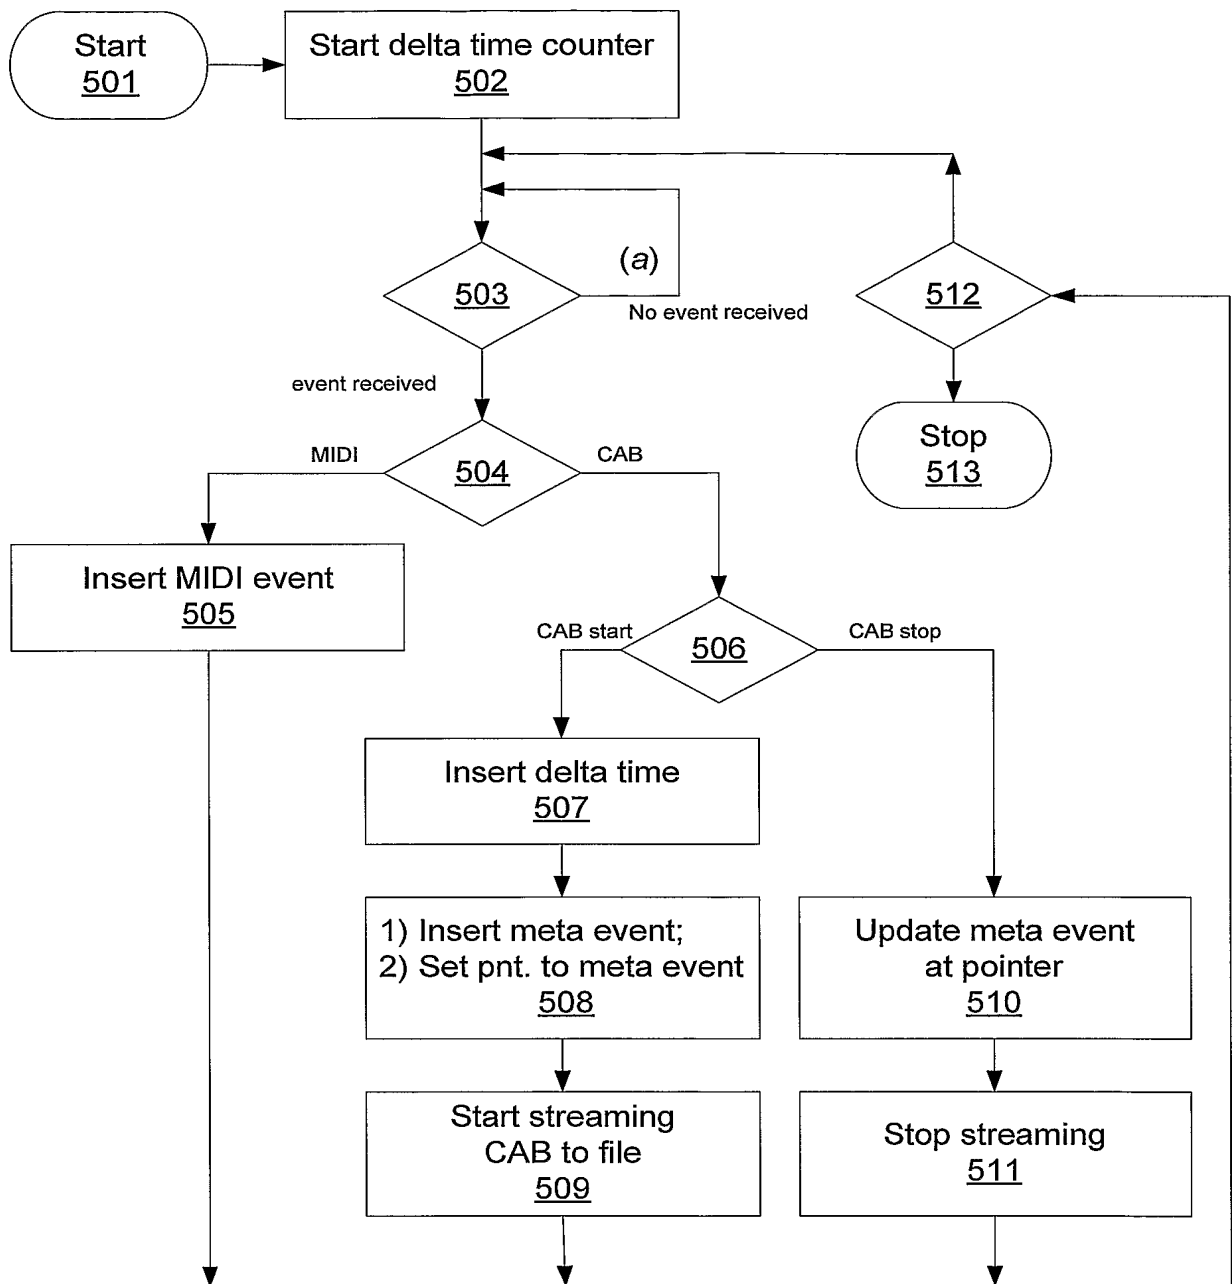 Start
501
Start delta time counter
502
(a)
503
No event received
512
event received
Stop
513
MIDI
504
CAB
Insert MIDI event
505
CAB start
506
CAB stop
Insert delta time
507
1) Insert meta event;
2) Set pnt. to meta event
508
Update meta event
at pointer
510
Start streaming
CAB to file
509
Stop streaming
511